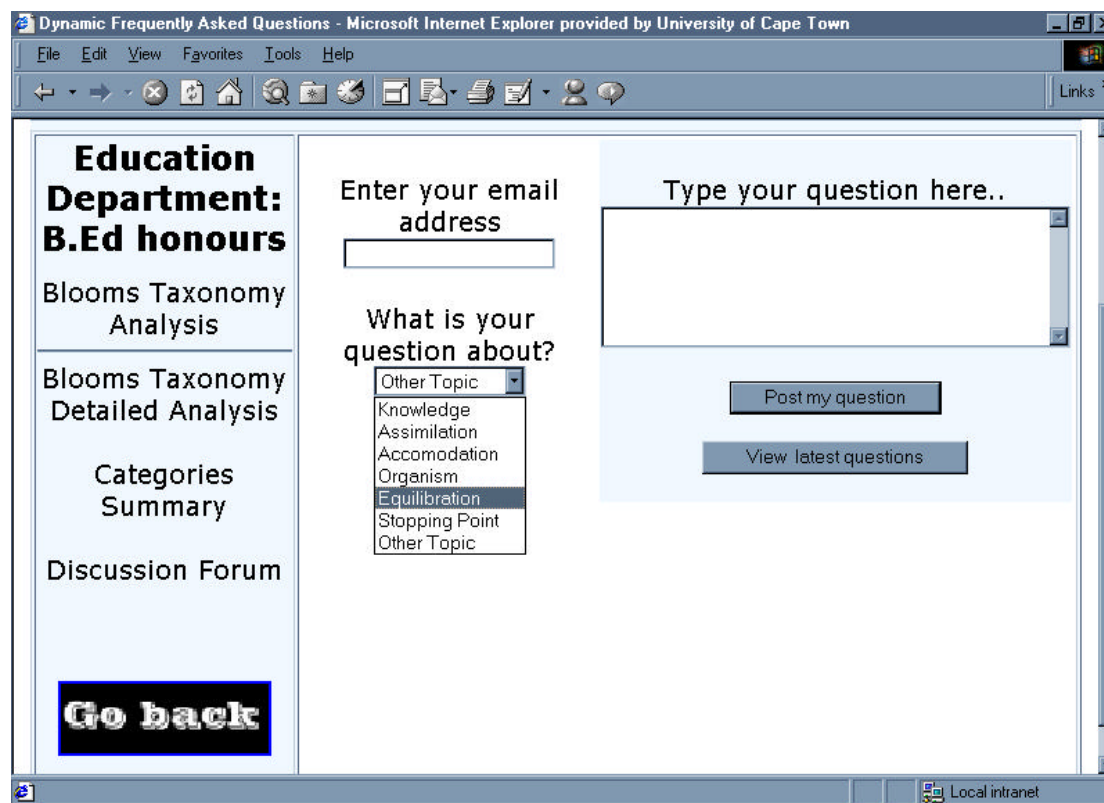 Dynamic Frequently Asked Questions - Microsoft Internet Explorer provided by University of Cape Town
File Edit View Favorites Tools Help
Links
Education
Department:
B.Ed honours
Blooms Taxonomy
Analysis
Blooms Taxonomy
Detailed Analysis
Categories
Summary
Discussion Forum
Go back
Enter your email
address
What is your
question about?
Other Topic
Knowledge
Assimilation
Accomodation
Organism
Equilibration
Stopping Point
Other Topic
Type your question here..
Post my question
View latest questions
Local intranet